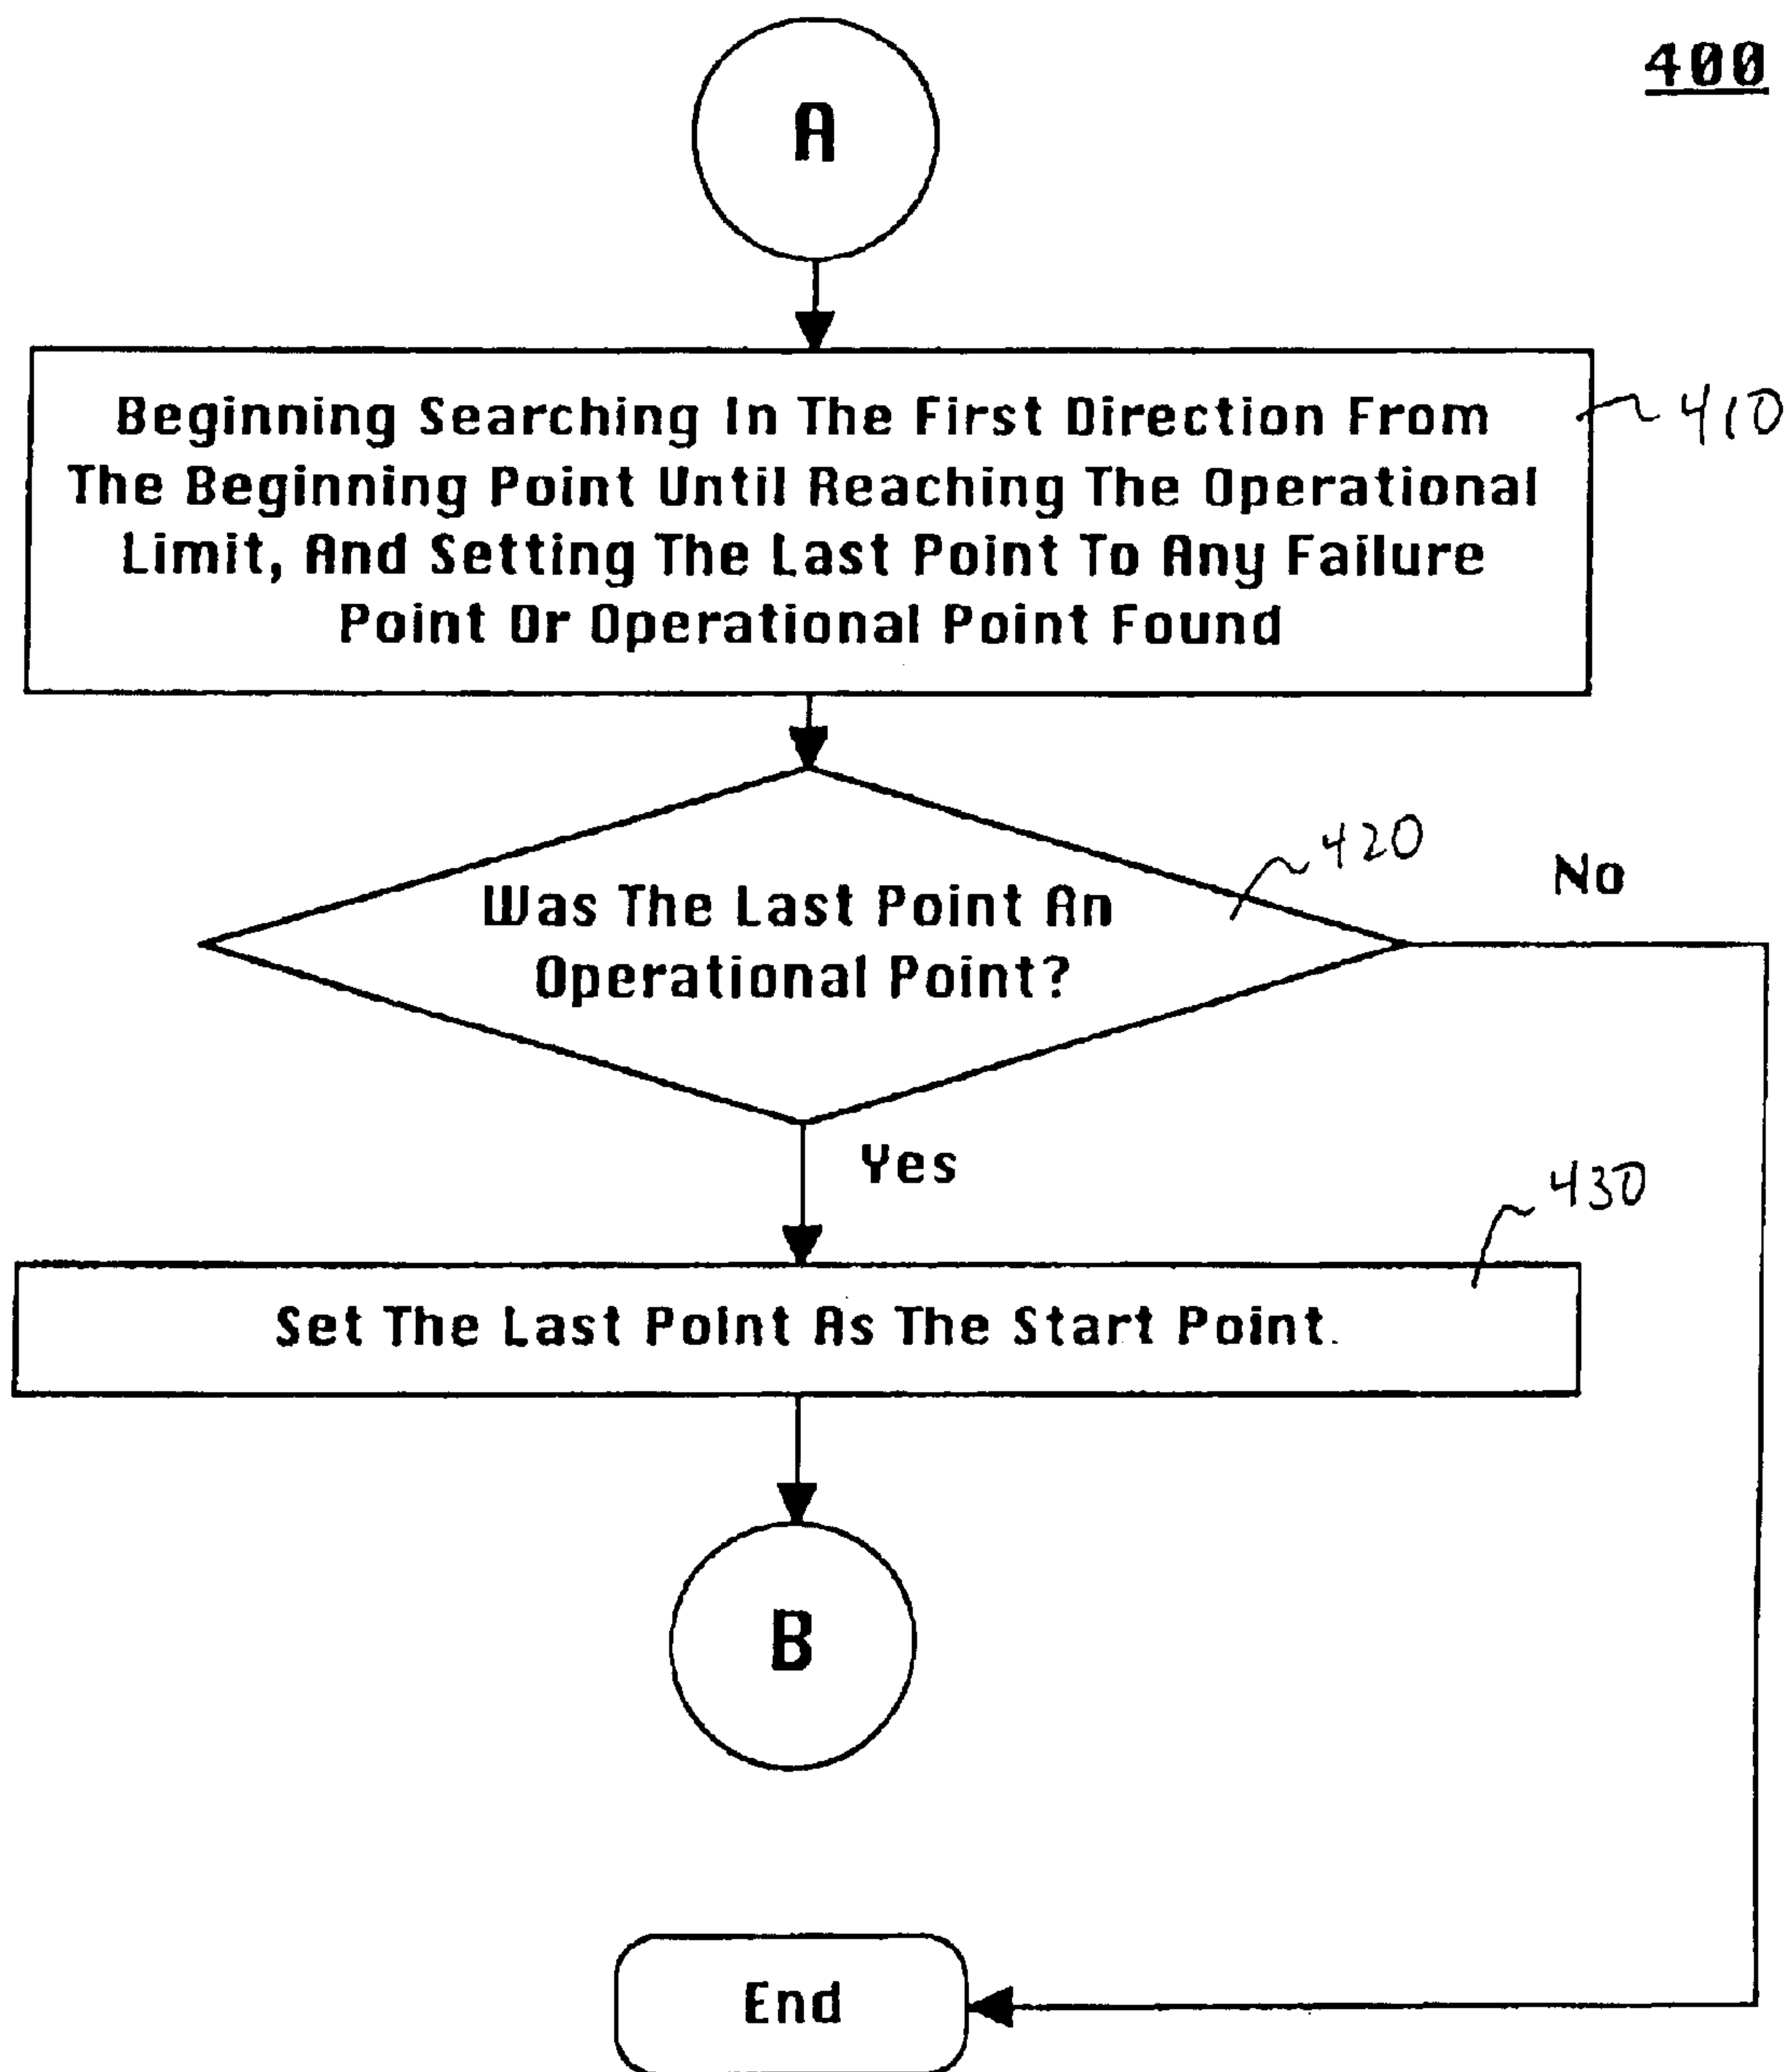 400
A
Beginning Searching In The First Direction From
The Beginning Point Until Reaching The Operational
Limit, And Setting The Last Point To Any Failure
Point Or Operational Point Found
410
Was The Last Point An
Operational Point?
420
No
Yes
430
Set The Last Point As The Start Point.
B
End